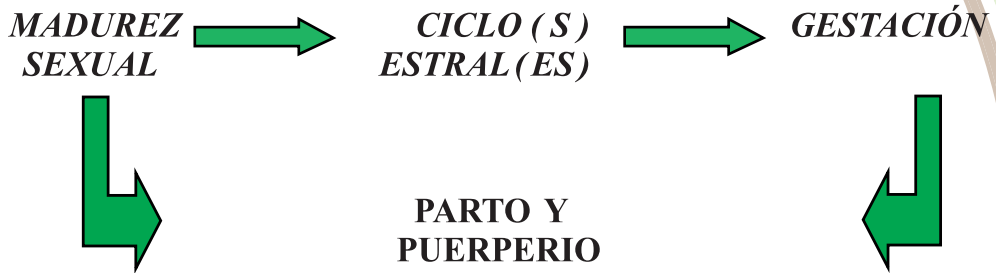 MADUREZ
SEXUAL
CICLO ( S )
ESTRAL ( ES )
GESTACIÓN
PARTO Y
PUERPERIO